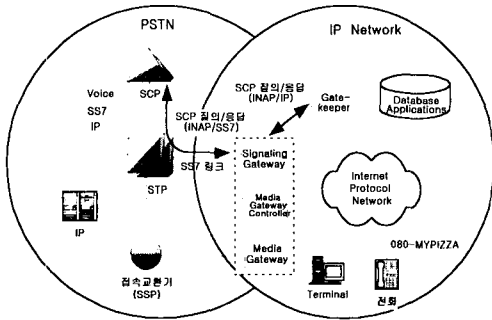 PSTN
IP Network
Voice
SS7
IP
SCP
SCP 질의/응답
(INAP/SS7)
SCP 질의/응답
(INAP/IP)
Gate-
keeper
Database
Applications
STP
SS7 링크
Signaling
Gateway
Media
Gateway
Controller
Media
Gateway
Internet
Protocol
Network
IP
접속교환기
(SSP)
080-MYPIZZA
Terminal
전화